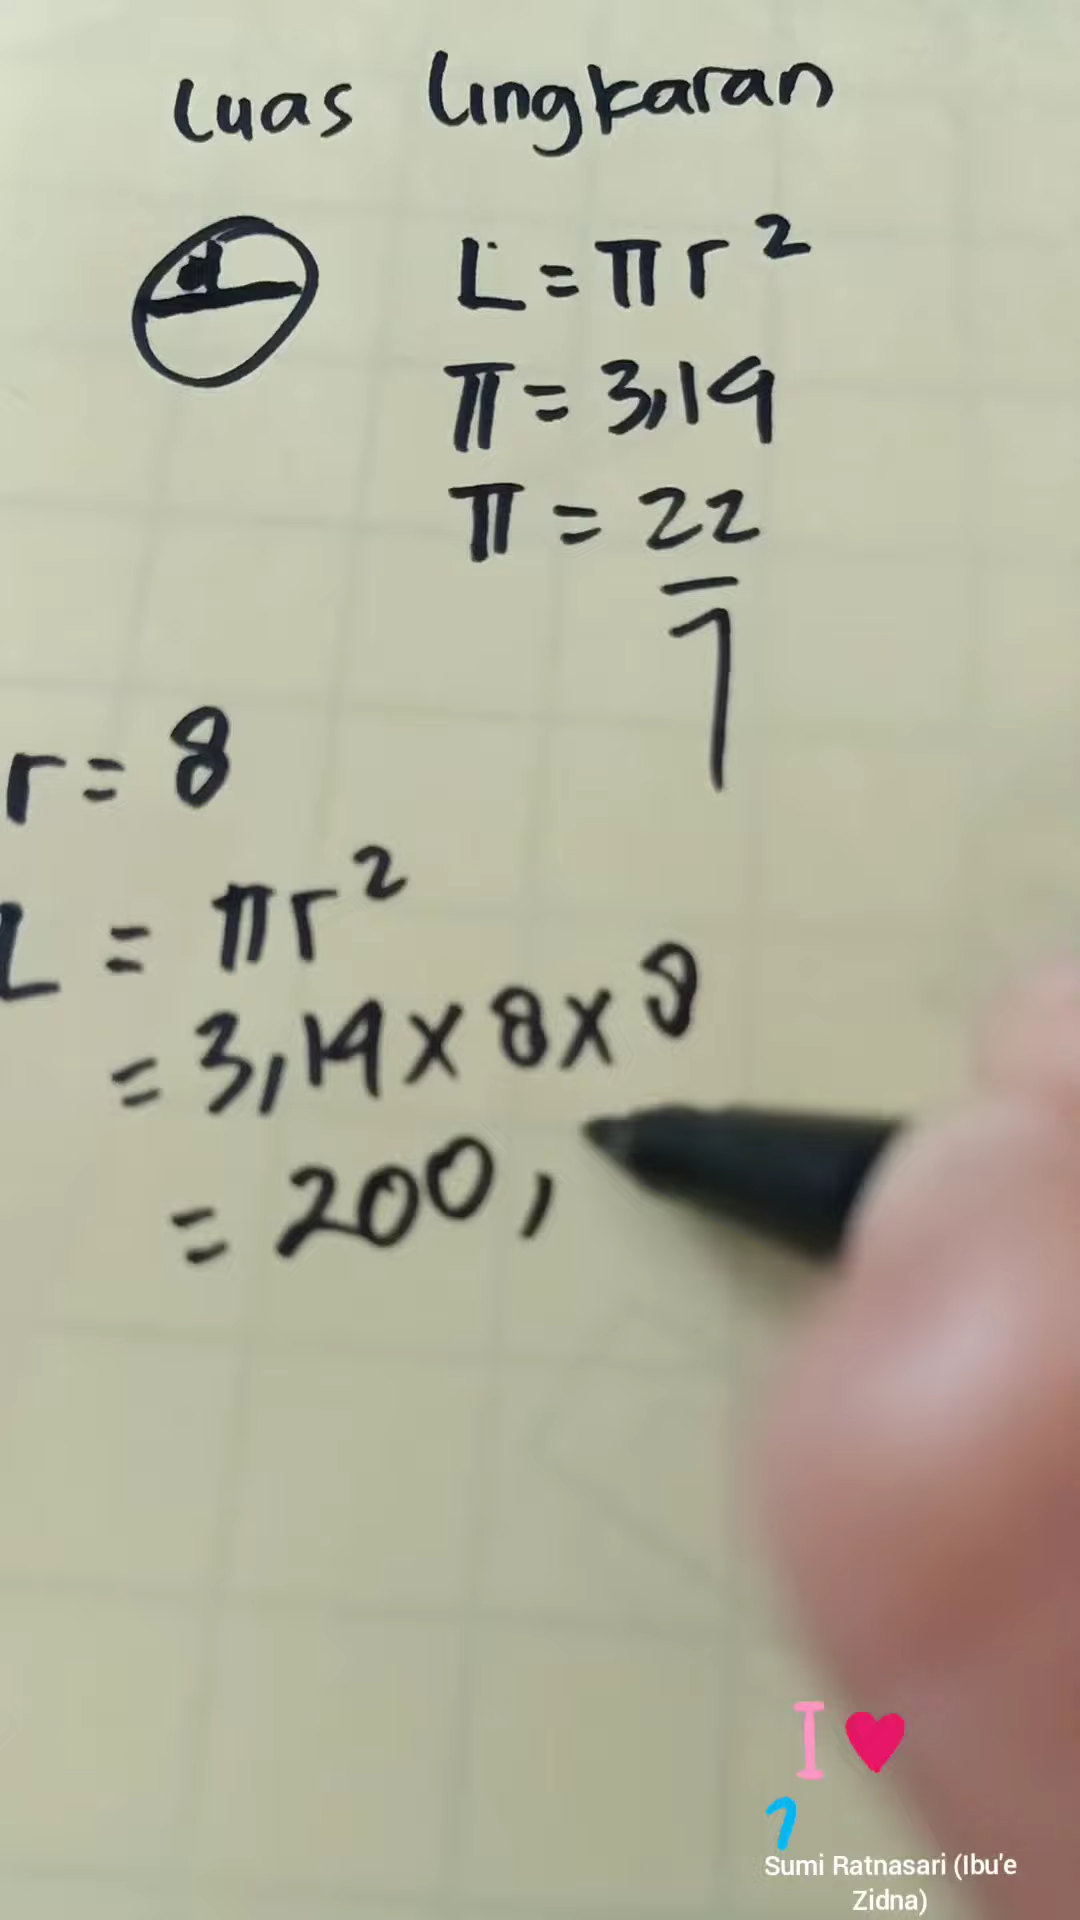 Luas Lingkaran
d
L = πr²
π = 3,14
π = 22
7
r = 8
L = πr²
= 3,14 x 8 x 8
= 200,
I ♥
Sumi Ratnasari (Ibu'e
Zidna)